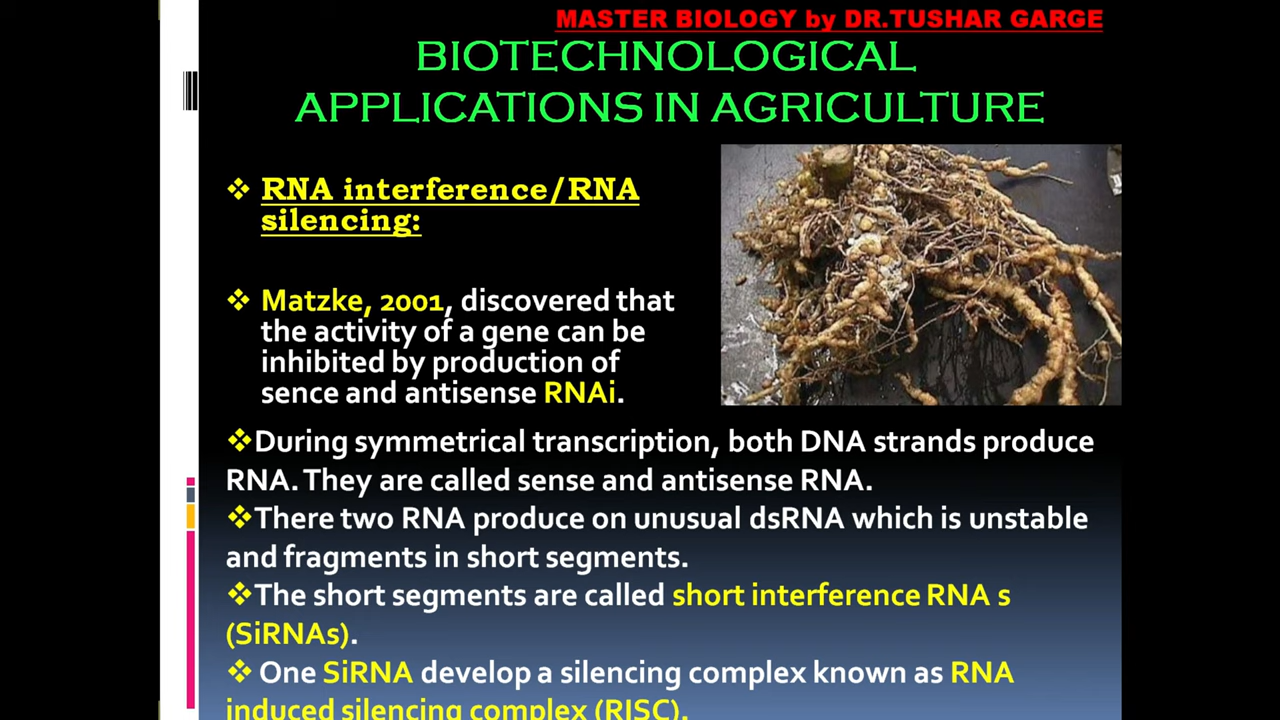 MASTER BIOLOGY by DR.TUSHAR GARGE
BIOTECHNOLOGICAL
APPLICATIONS IN AGRICULTURE
❖ RNA interference/RNA
silencing:
❖ Matzke, 2001, discovered that
the activity of a gene can be
inhibited by production of
sence and antisense RNAi.
❖During symmetrical transcription, both DNA strands produce
RNA. They are called sense and antisense RNA.
❖There two RNA produce on unusual dsRNA which is unstable
and fragments in short segments.
❖The short segments are called short interference RNA s
(SiRNAs).
❖ One SiRNA develop a silencing complex known as RNA
induced silencing complex (RISC).